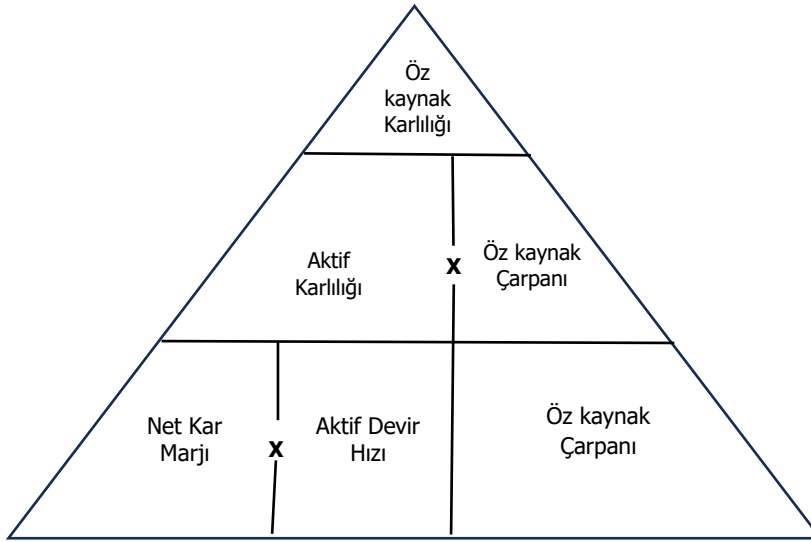 Öz
kaynak
Karlılığı
Aktif
Karlılığı
X
Öz kaynak
Çarpanı
Net Kar
Marjı
X
Aktif Devir
Hızı
Öz kaynak
Çarpanı